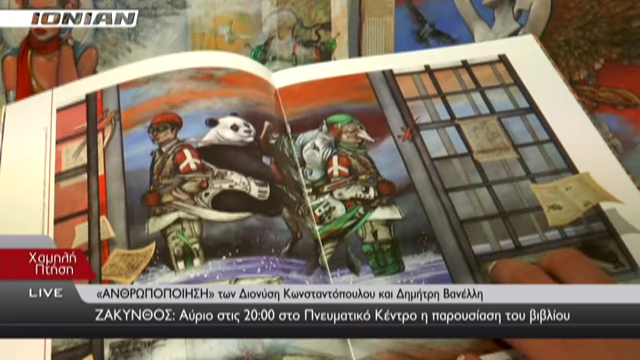 IONIAN
Χαμηλή
Πτήση
LIVE
«ΑΝΘΡΩΠΟΠΟΙΗΣΗ» των Διονύση Κωνσταντόπουλου και Δημήτρη Βανέλλη
ΖΑΚΥΝΘΟΣ: Αύριο στις 20:00 στο Πνευματικό Κέντρο η παρουσίαση του βιβλίου